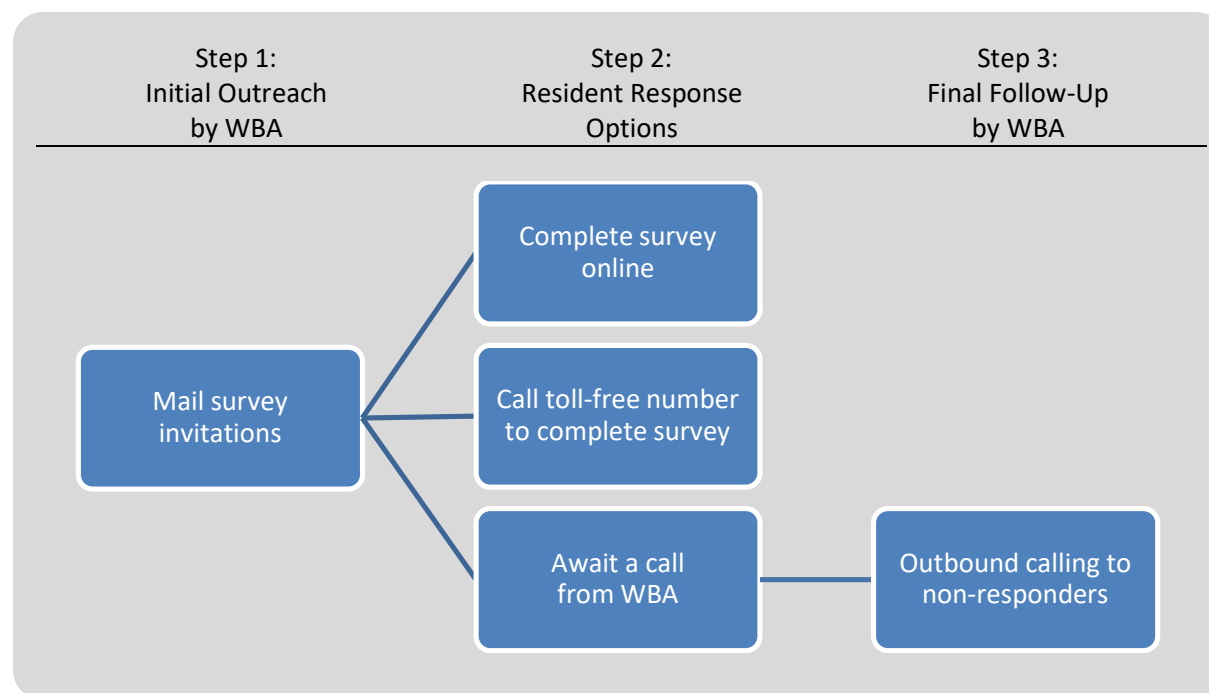 Step 1:
Initial Outreach
by WBA
Step 2:
Resident Response
Options
Step 3:
Final Follow-Up
by WBA
Mail survey
invitations
Complete survey
online
Call toll-free number
to complete survey
Await a call
from WBA
Outbound calling to
non-responders